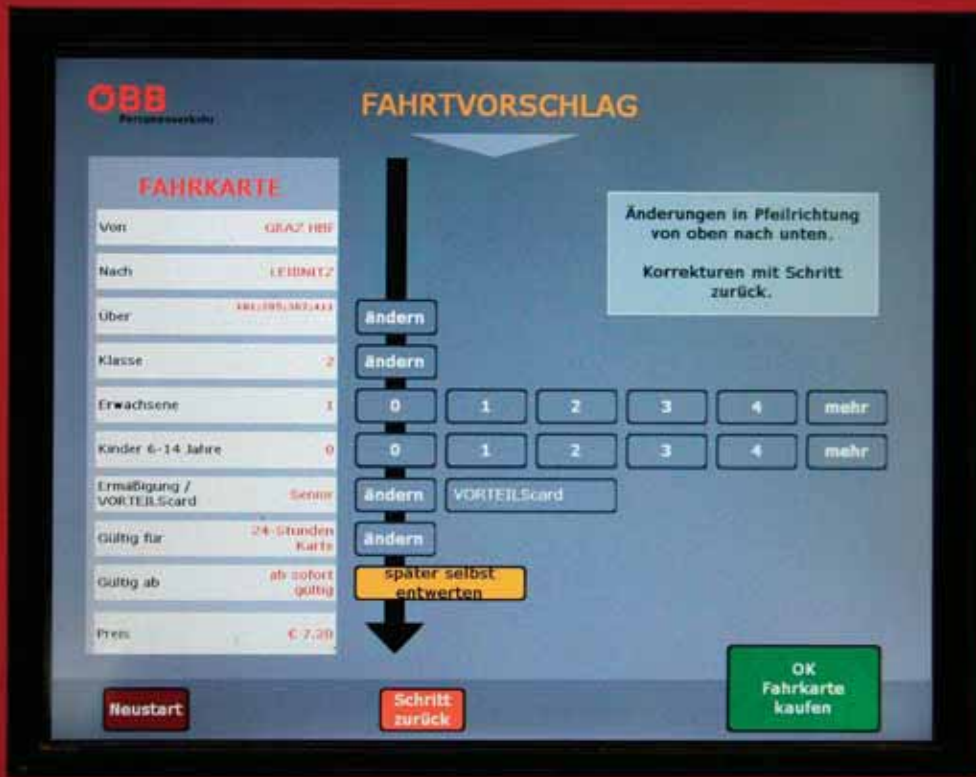 ÖBB
Personenverkehr
FAHRTVORSCHLAG
FAHRKARTE
Von GRAZ HBF
Nach LEIBNITZ
Über
ändern
Klasse 2 ändern
Erwachsene 1 0 1 2 3 4 mehr
Kinder 6-14 Jahre 0 0 1 2 3 4 mehr
Ermäßigung /
VORTEILScard Senior ändern VORTEILScard
Gültig für 24-Stunden
Karte ändern
Gültig ab ab sofort
gültig
später selbst
entwerten
Preis € 7,20
Änderungen in Pfeilrichtung
von oben nach unten.
Korrekturen mit Schritt
zurück.
Neustart
Schritt
zurück
OK
Fahrkarte
kaufen